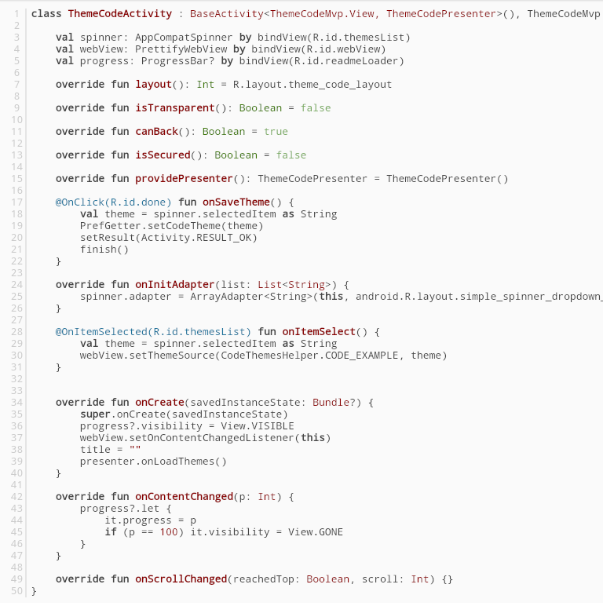 1 class ThemeCodeActivity : BaseActivity<ThemeCodeMvp.View, ThemeCodePresenter>(), ThemeCodeMvp
2
3     val spinner: AppCompatSpinner by bindView(R.id.themesList)
4     val webView: PrettifyWebView by bindView(R.id.webView)
5     val progress: ProgressBar? by bindView(R.id.readmeLoader)
6
7     override fun layout(): Int = R.layout.theme_code_layout
8
9     override fun isTransparent(): Boolean = false
10
11     override fun canBack(): Boolean = true
12
13     override fun isSecured(): Boolean = false
14
15     override fun providePresenter(): ThemeCodePresenter = ThemeCodePresenter()
16
17     @OnClick(R.id.done) fun onSaveTheme() {
18         val theme = spinner.selectedItem as String
19         PrefGetter.setCodeTheme(theme)
20         setResult(Activity.RESULT_OK)
21         finish()
22     }
23
24     override fun onInitAdapter(list: List<String>) {
25         spinner.adapter = ArrayAdapter<String>(this, android.R.layout.simple_spinner_dropdown_
26     }
27
28     @OnItemSelected(R.id.themesList) fun onItemSelect() {
29         val theme = spinner.selectedItem as String
30         webView.setThemeSource(CodeThemesHelper.CODE_EXAMPLE, theme)
31     }
32
33
34     override fun onCreate(savedInstanceState: Bundle?) {
35         super.onCreate(savedInstanceState)
36         progress?.visibility = View.VISIBLE
37         webView.setOnContentChangedListener(this)
38         title = ""
39         presenter.onLoadThemes()
40     }
41
42     override fun onContentChanged(p: Int) {
43         progress?.let {
44             it.progress = p
45             if (p == 100) it.visibility = View.GONE
46         }
47     }
48
49     override fun onScrollChanged(reachedTop: Boolean, scroll: Int) {}
50 }